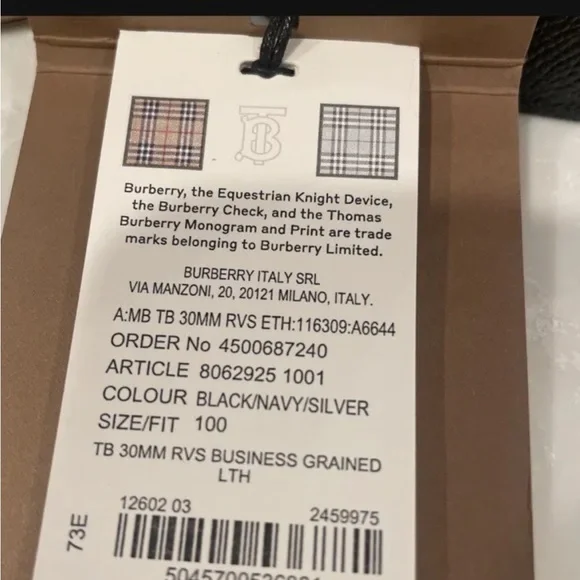 Burberry, the Equestrian Knight Device,
the Burberry Check, and the Thomas
Burberry Monogram and Print are trade
marks belonging to Burberry Limited.
BURBERRY ITALY SRL
VIA MANZONI, 20, 20121 MILANO, ITALY.
A:MB TB 30MM RVS ETH:116309:A6644
ORDER No 4500687240
ARTICLE 8062925 1001
COLOUR BLACK/NAVY/SILVER
SIZE/FIT 100
TB 30MM RVS BUSINESS GRAINED
LTH
12602 03 2459975
73E